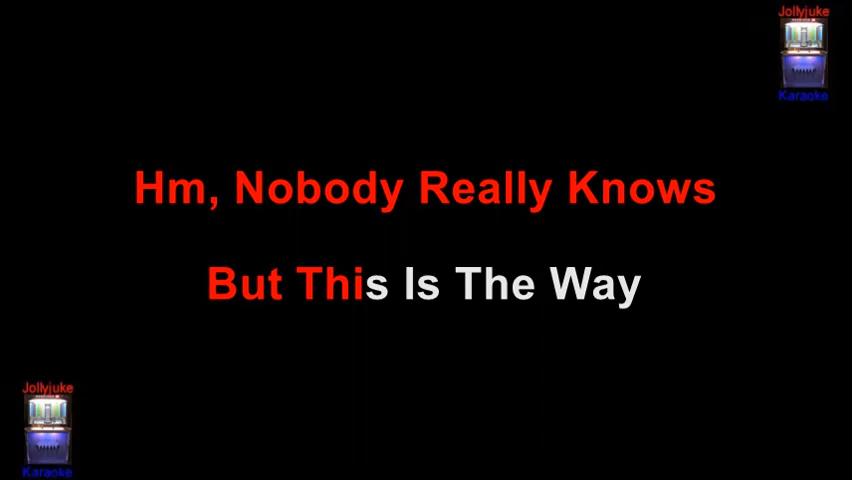 Jollyjuke
Karaoke
Hm, Nobody Really Knows
But This Is The Way
Jollyjuke
Karaoke